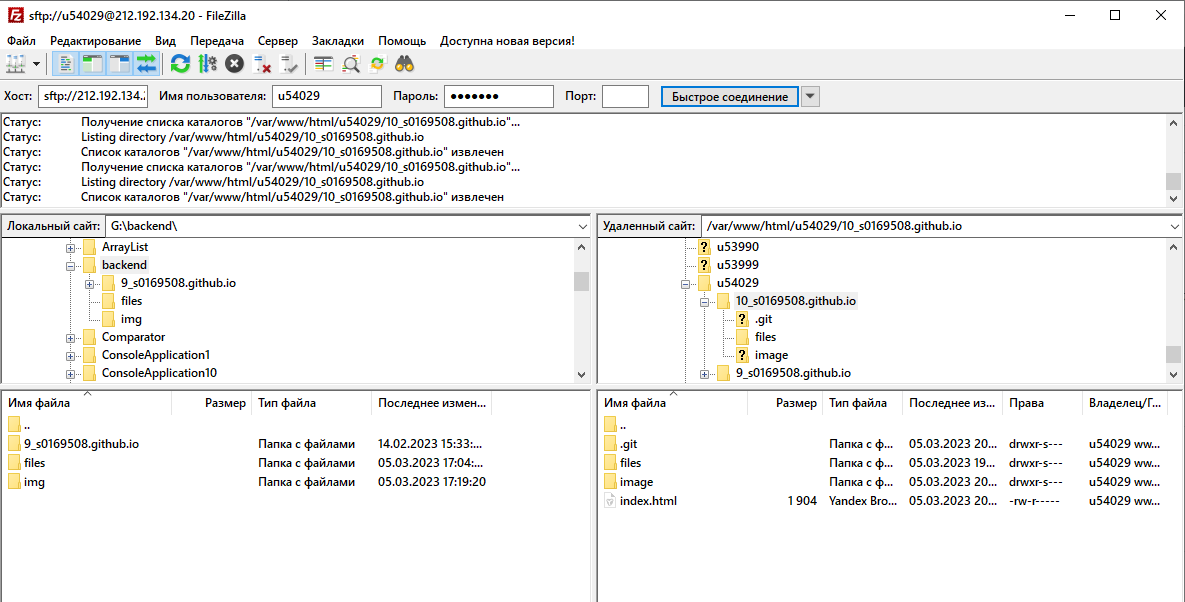 sftp://u54029@212.192.134.20 - FileZilla
Файл Редактирование Вид Передача Сервер Закладки Помощь Доступна новая версия!
Хост: sftp://212.192.134.: Имя пользователя: u54029 Пароль: ●●●●●●● Порт: Быстрое соединение
Статус: Получение списка каталогов "/var/www/html/u54029/10_s0169508.github.io"...
Статус: Listing directory /var/www/html/u54029/10_s0169508.github.io
Статус: Список каталогов "/var/www/html/u54029/10_s0169508.github.io" извлечен
Статус: Получение списка каталогов "/var/www/html/u54029/10_s0169508.github.io"...
Статус: Listing directory /var/www/html/u54029/10_s0169508.github.io
Статус: Список каталогов "/var/www/html/u54029/10_s0169508.github.io" извлечен
Локальный сайт: G:\backend\
ArrayList
backend
9_s0169508.github.io
files
img
Comparator
ConsoleApplication1
ConsoleApplication10
Удаленный сайт: /var/www/html/u54029/10_s0169508.github.io
? u53990
? u53999
u54029
10_s0169508.github.io
? .git
files
? image
9_s0169508.github.io
Имя файла Размер Тип файла Последнее измен...
..
9_s0169508.github.io Папка с файлами 14.02.2023 15:33:...
files Папка с файлами 05.03.2023 17:04:...
img Папка с файлами 05.03.2023 17:19:20
Имя файла Размер Тип файла Последнее из... Права Владелец/Г...
..
.git Папка с ф... 05.03.2023 20... drwxr-s--- u54029 ww...
files Папка с ф... 05.03.2023 19... drwxr-s--- u54029 ww...
image Папка с ф... 05.03.2023 20... drwxr-s--- u54029 ww...
index.html 1 904 Yandex Bro... 05.03.2023 20... -rw-r----- u54029 ww...